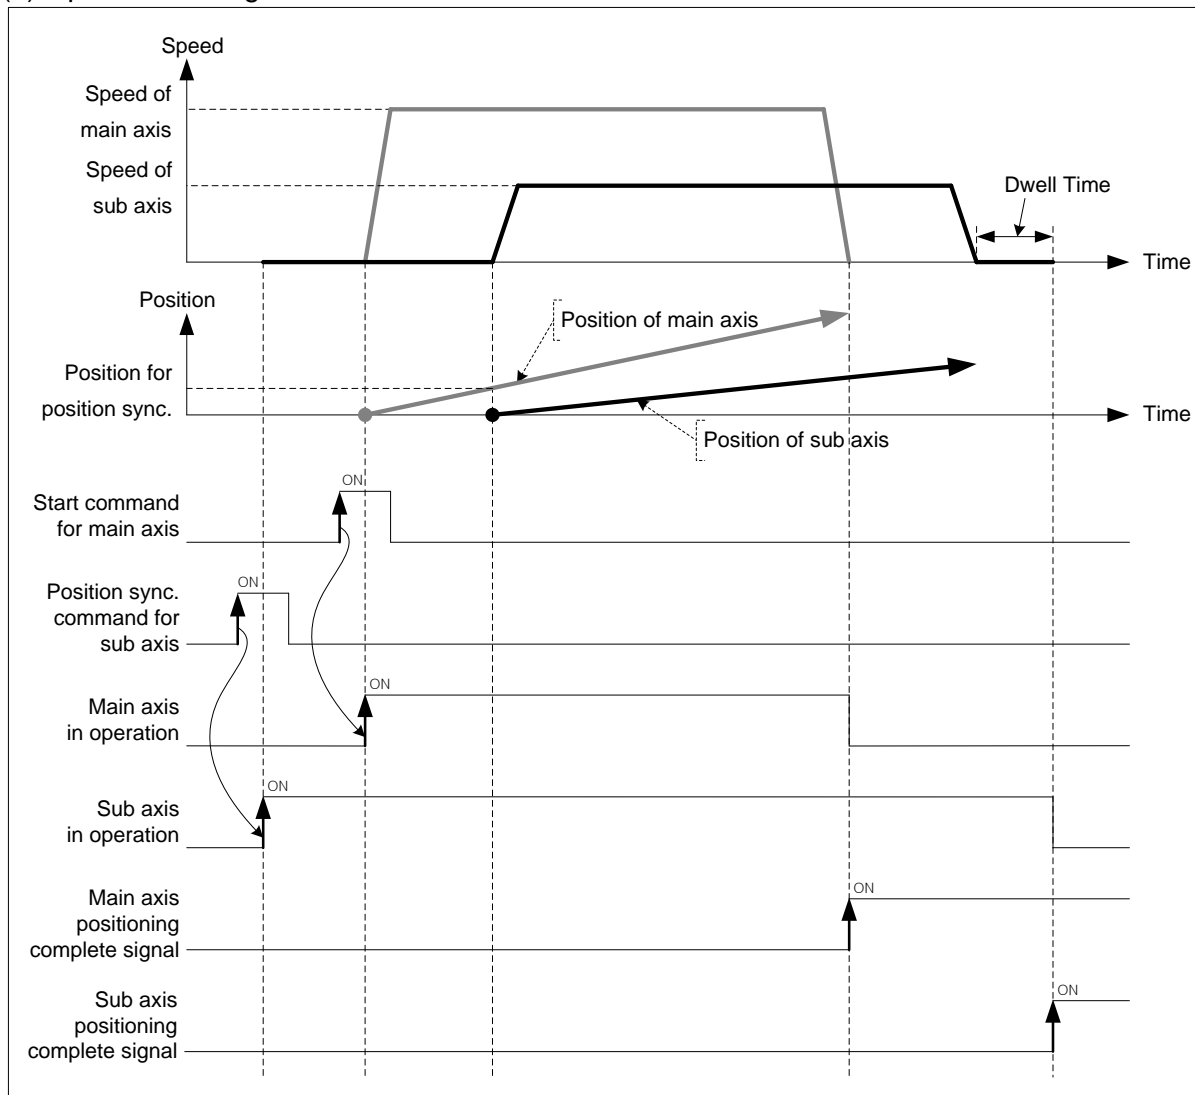 Speed
Speed of
main axis
Speed of
sub axis
Dwell Time
Time
Position
Position of main axis
Position for
position sync.
Time
Position of sub axis
ON
Start command
for main axis
ON
Position sync.
command for
sub axis
ON
Main axis
in operation
ON
Sub axis
in operation
ON
Main axis
positioning
complete signal
ON
Sub axis
positioning
complete signal